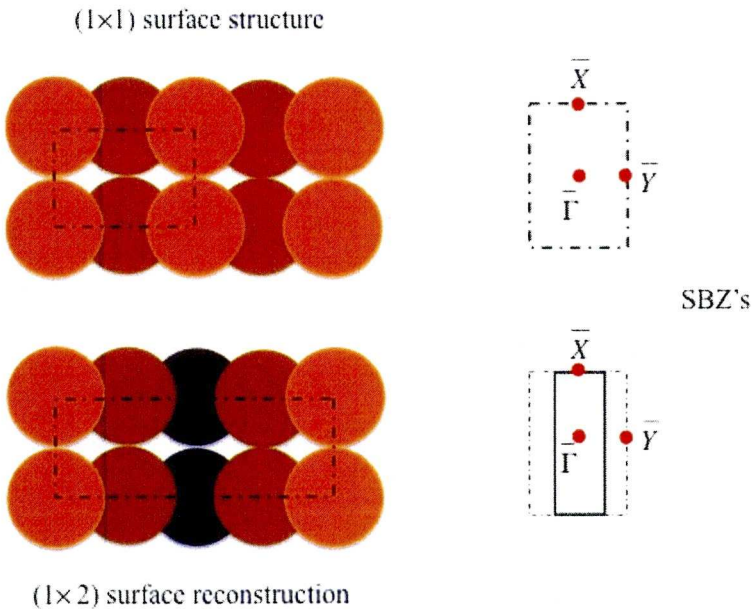 (1×1) surface structure
X̅
Γ̅
Y̅
SBZ's
X̅
Γ̅
Y̅
(1×2) surface reconstruction